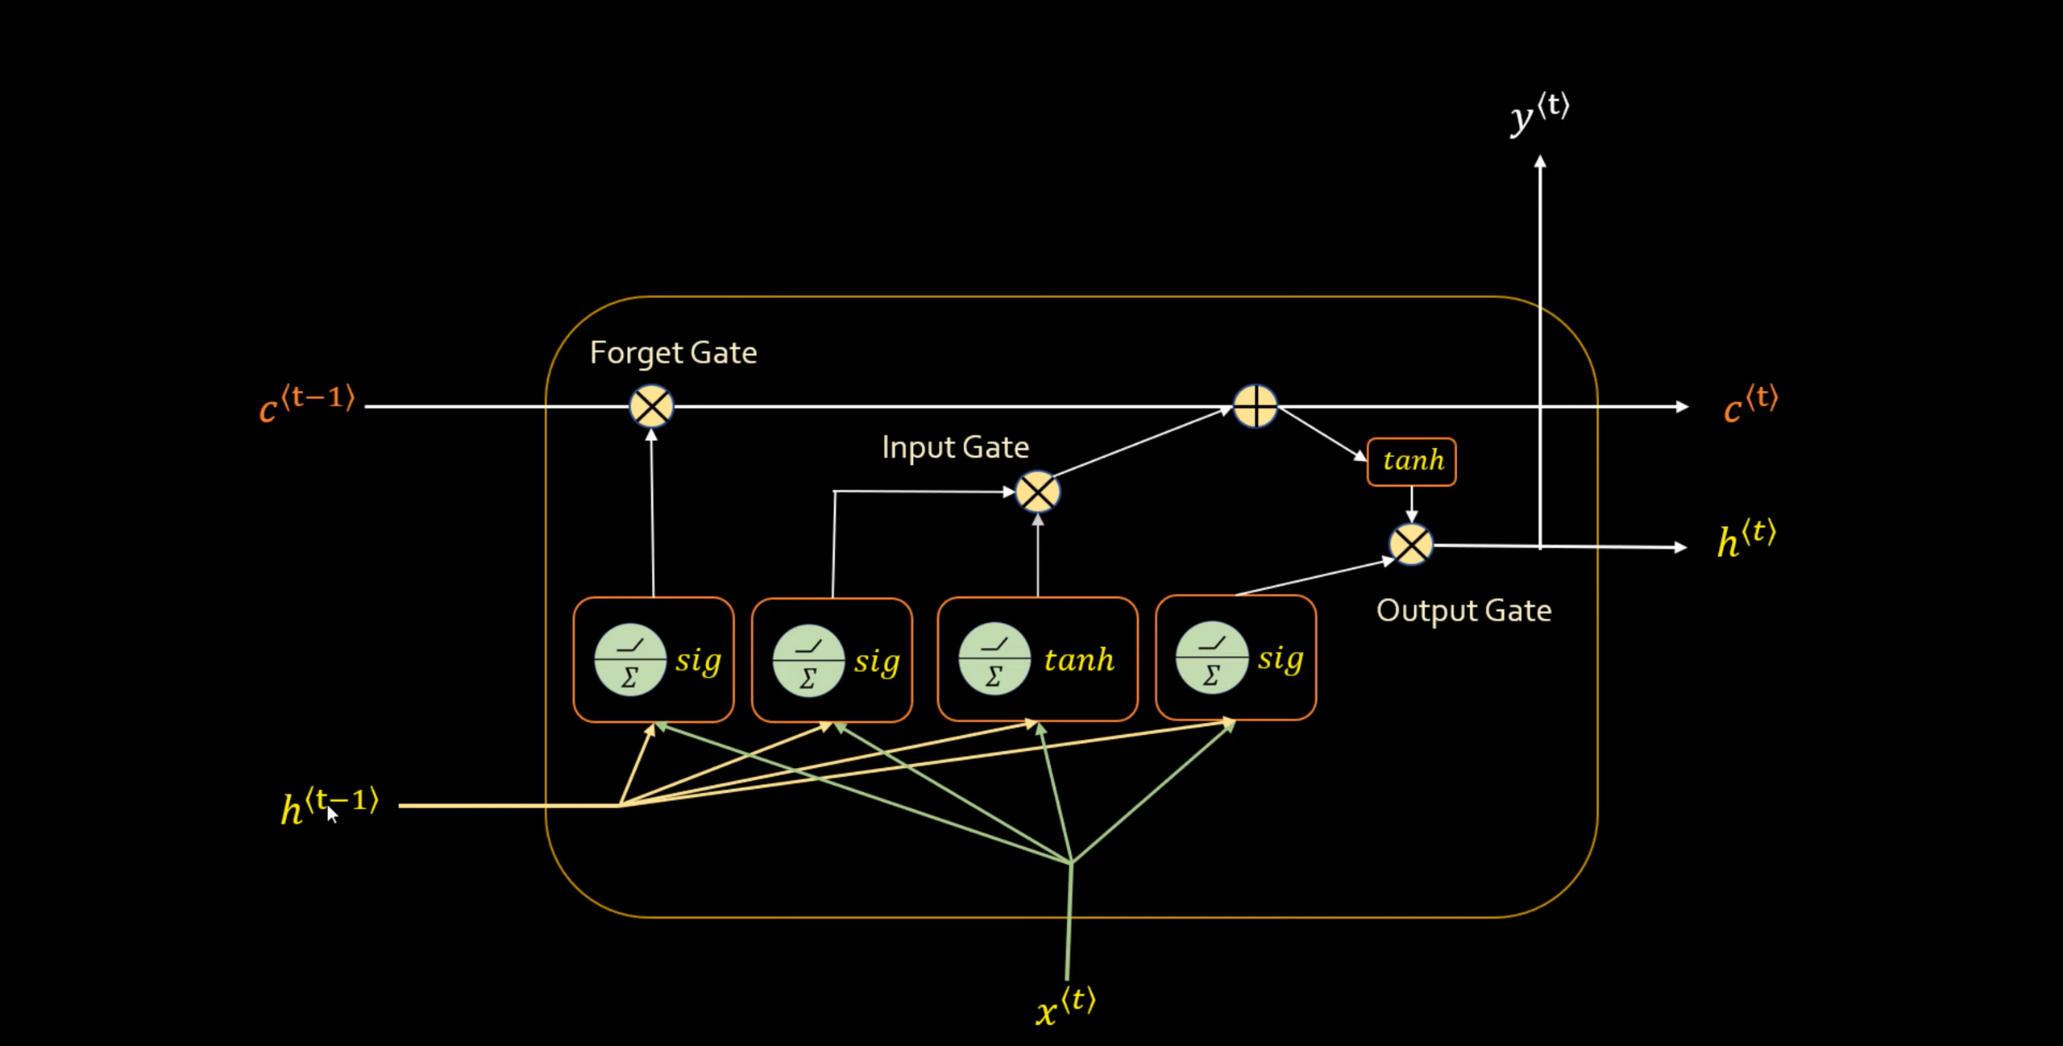 y⟨t⟩
Forget Gate
c⟨t−1⟩
c⟨t⟩
Input Gate
tanh
h⟨t⟩
Output Gate
Σ sig
Σ sig
Σ tanh
Σ sig
h⟨t−1⟩
x⟨t⟩